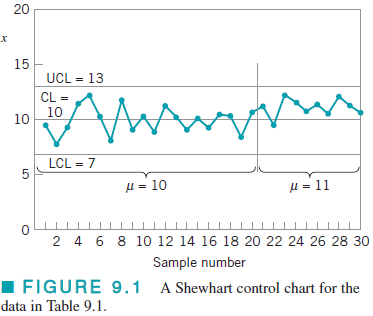 20
x
15
UCL = 13
CL =
10
10
LCL = 7
5
μ = 10
μ = 11
0
2 4 6 8 10 12 14 16 18 20 22 24 26 28 30
Sample number
■ FIGURE 9.1 A Shewhart control chart for the
data in Table 9.1.